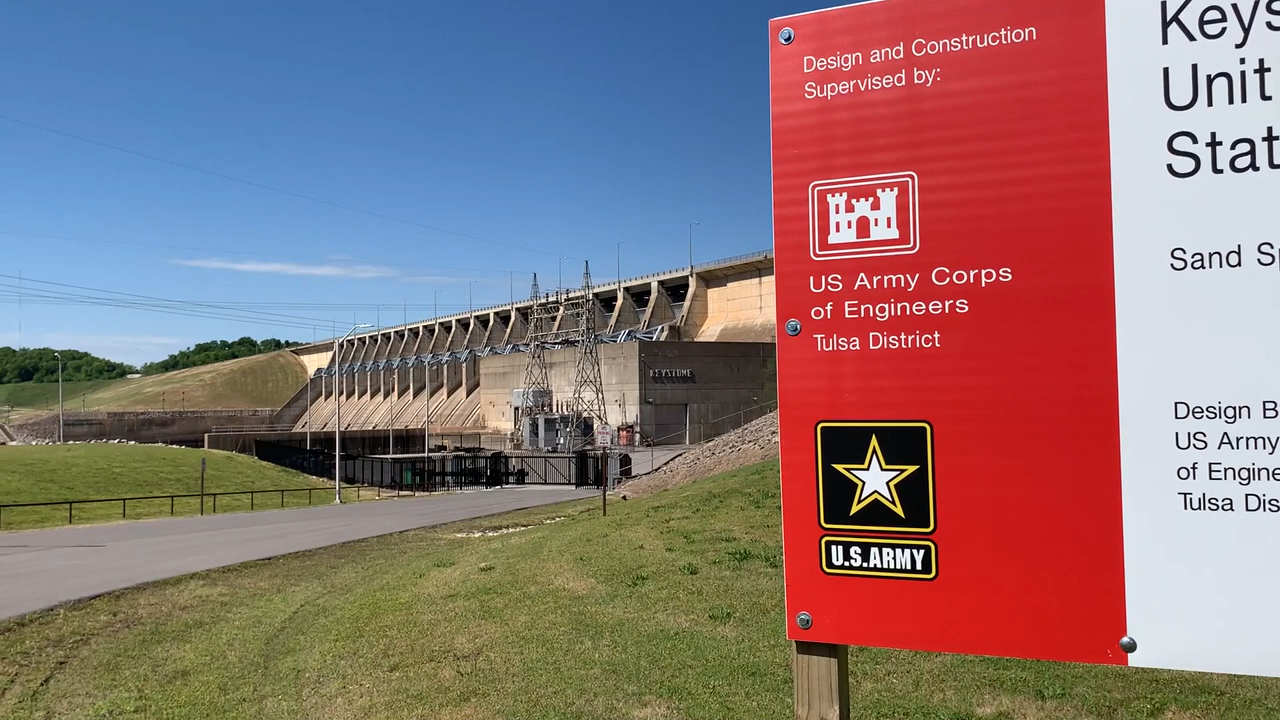 Design and Construction
Supervised by:
US Army Corps
of Engineers
Tulsa District
U.S.ARMY
Keys
Unit
Stat
Sand Sp
Design B
US Army
of Engine
Tulsa Dis
KEYSTONE